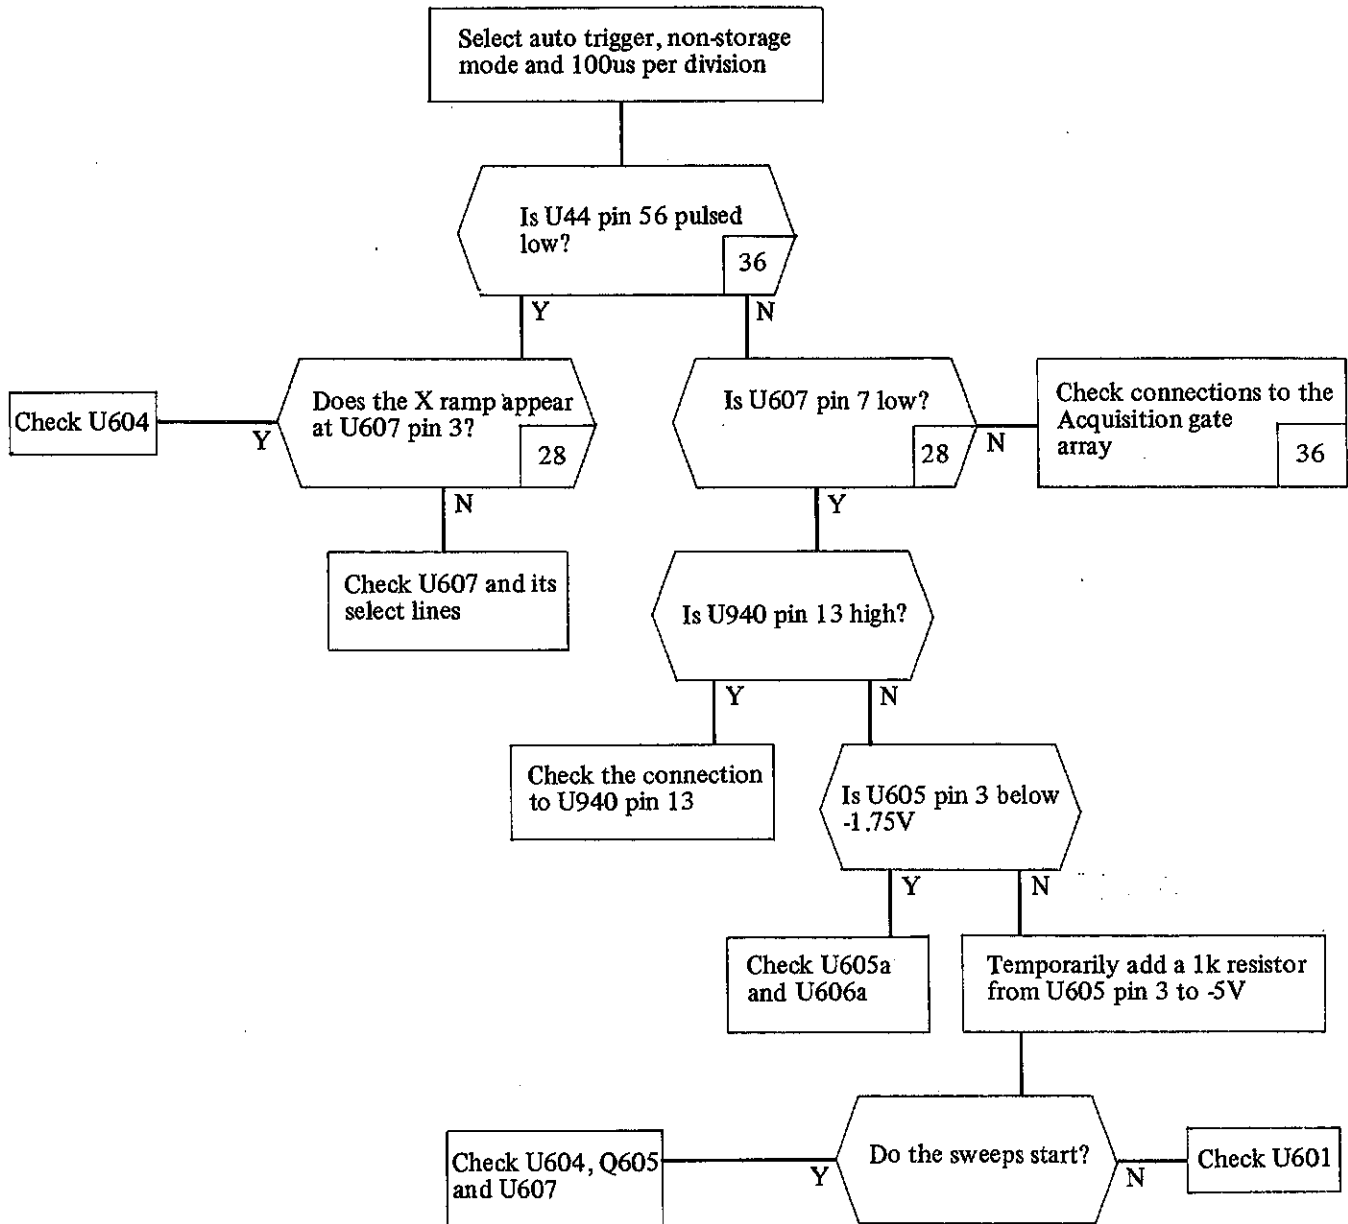 Select auto trigger, non-storage
mode and 100us per division
Is U44 pin 56 pulsed
low?
36
Y
N
Check U604
Y
Does the X ramp appear
at U607 pin 3?
28
N
Check U607 and its
select lines
Is U607 pin 7 low?
28
N
Y
Check connections to the
Acquisition gate
array
36
Is U940 pin 13 high?
Y
N
Check the connection
to U940 pin 13
Is U605 pin 3 below
-1.75V
Y
N
Check U605a
and U606a
Temporarily add a 1k resistor
from U605 pin 3 to -5V
Check U604, Q605
and U607
Y
Do the sweeps start?
N
Check U601